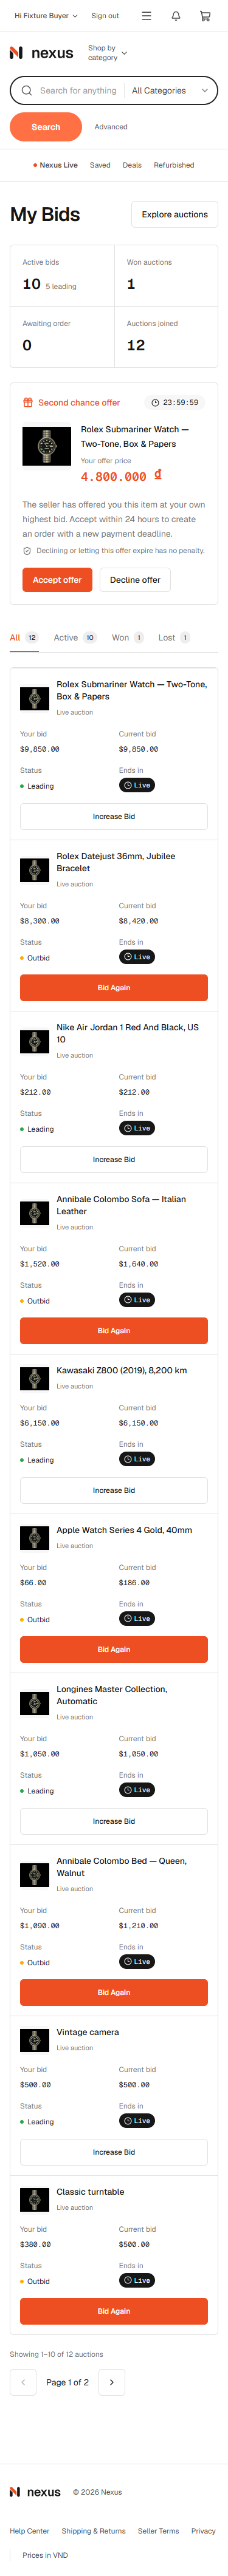 Hi Fixture Buyer
Sign out
nexus
Shop by
category
Search for anything
All Categories
Search
Advanced
Nexus Live
Saved
Deals
Refurbished
My Bids
Explore auctions
Active bids
10 5 leading
Won auctions
1
Awaiting order
0
Auctions joined
12
Second chance offer
23:59:59
Rolex Submariner Watch —
Two-Tone, Box & Papers
Your offer price
4.800.000 ₫
The seller has offered you this item at your own
highest bid. Accept within 24 hours to create
an order with a new payment deadline.
Declining or letting this offer expire has no penalty.
Accept offer
Decline offer
All 12
Active 10
Won 1
Lost 1
Rolex Submariner Watch — Two-Tone,
Box & Papers
Live auction
Your bid
Current bid
$9,850.00
$9,850.00
Status
Ends in
Leading
Live
Increase Bid
Rolex Datejust 36mm, Jubilee
Bracelet
Live auction
Your bid
Current bid
$8,300.00
$8,420.00
Status
Ends in
Outbid
Live
Bid Again
Nike Air Jordan 1 Red And Black, US
10
Live auction
Your bid
Current bid
$212.00
$212.00
Status
Ends in
Leading
Live
Increase Bid
Annibale Colombo Sofa — Italian
Leather
Live auction
Your bid
Current bid
$1,520.00
$1,640.00
Status
Ends in
Outbid
Live
Bid Again
Kawasaki Z800 (2019), 8,200 km
Live auction
Your bid
Current bid
$6,150.00
$6,150.00
Status
Ends in
Leading
Live
Increase Bid
Apple Watch Series 4 Gold, 40mm
Live auction
Your bid
Current bid
$66.00
$186.00
Status
Ends in
Outbid
Live
Bid Again
Longines Master Collection,
Automatic
Live auction
Your bid
Current bid
$1,050.00
$1,050.00
Status
Ends in
Leading
Live
Increase Bid
Annibale Colombo Bed — Queen,
Walnut
Live auction
Your bid
Current bid
$1,090.00
$1,210.00
Status
Ends in
Outbid
Live
Bid Again
Vintage camera
Live auction
Your bid
Current bid
$500.00
$500.00
Status
Ends in
Leading
Live
Increase Bid
Classic turntable
Live auction
Your bid
Current bid
$380.00
$500.00
Status
Ends in
Outbid
Live
Bid Again
Showing 1–10 of 12 auctions
Page 1 of 2
nexus
© 2026 Nexus
Help Center
Shipping & Returns
Seller Terms
Privacy
Prices in VND